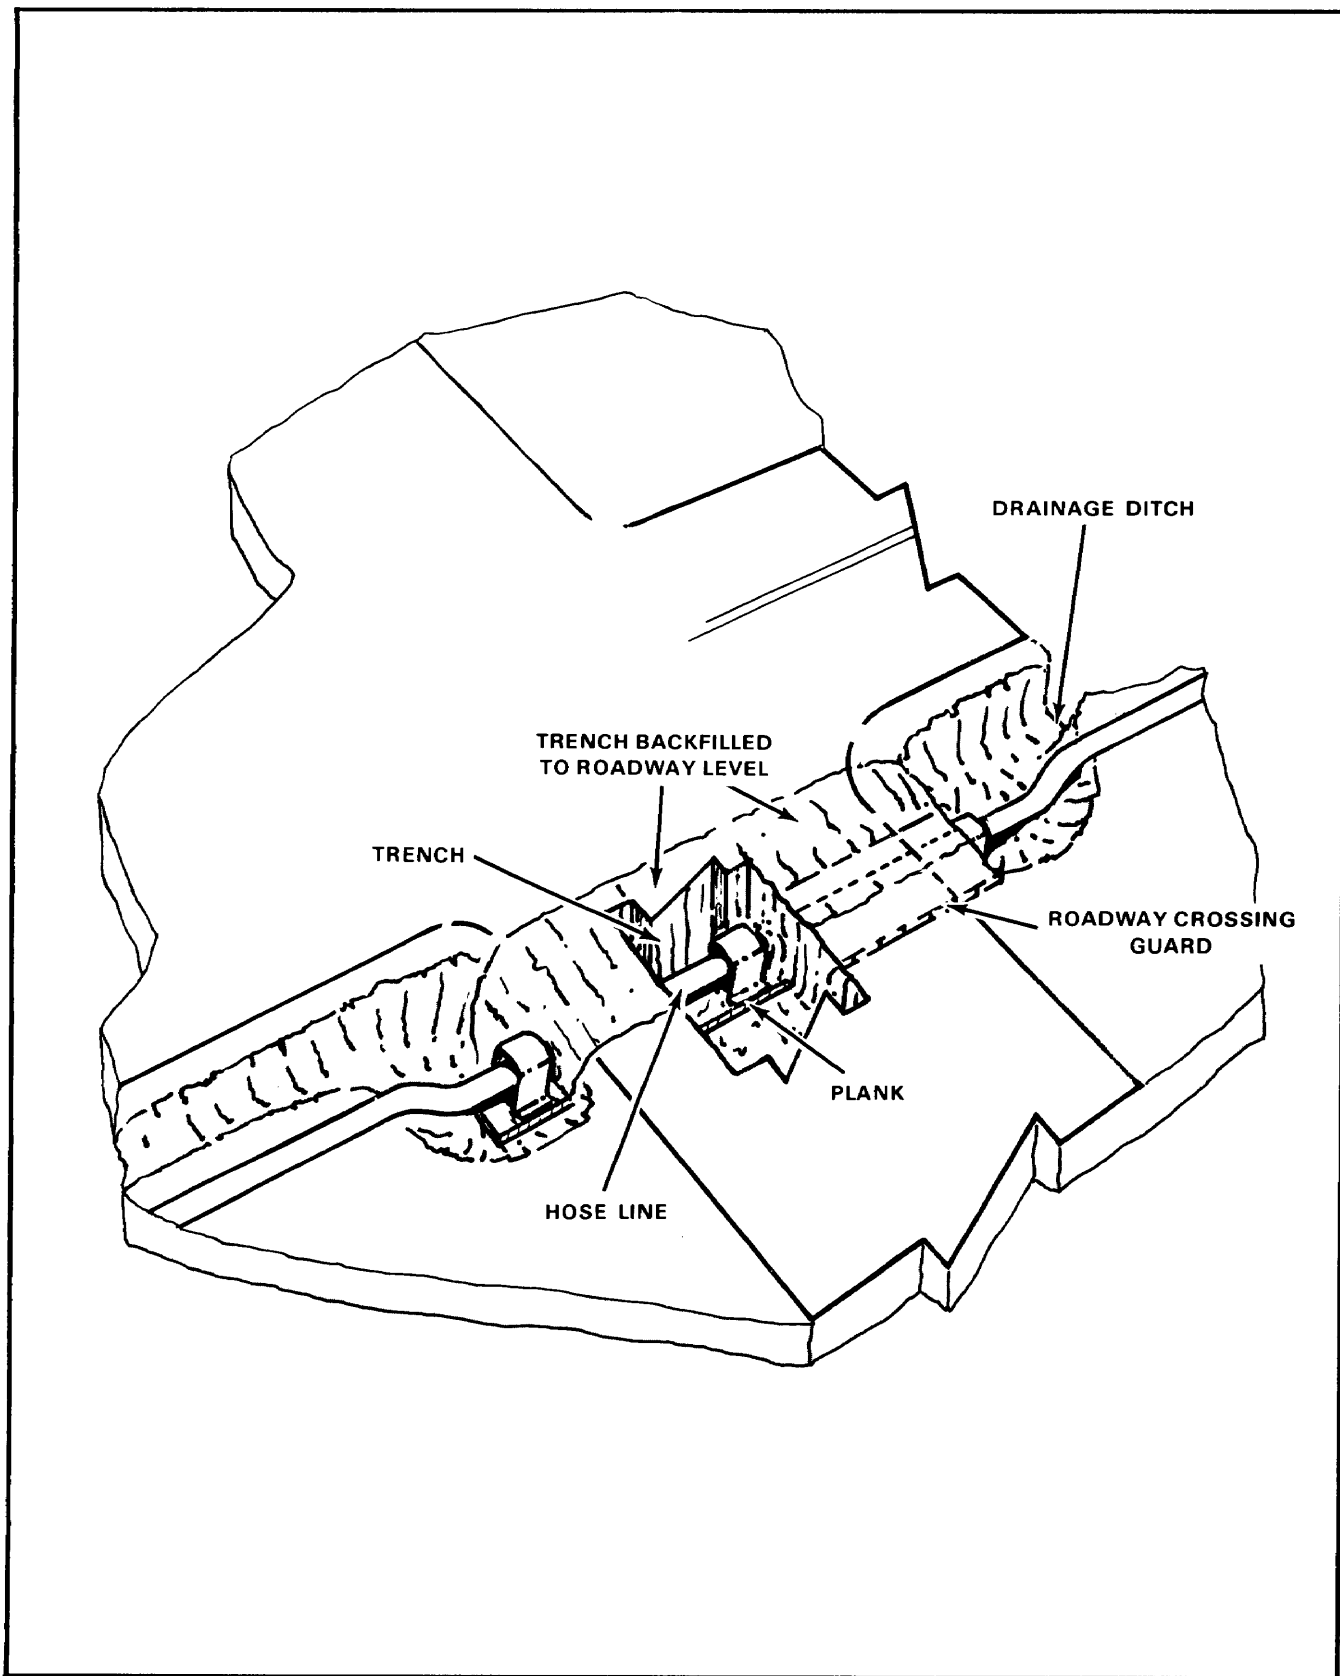 DRAINAGE DITCH
TRENCH BACKFILLED
TO ROADWAY LEVEL
TRENCH
ROADWAY CROSSING
GUARD
PLANK
HOSE LINE